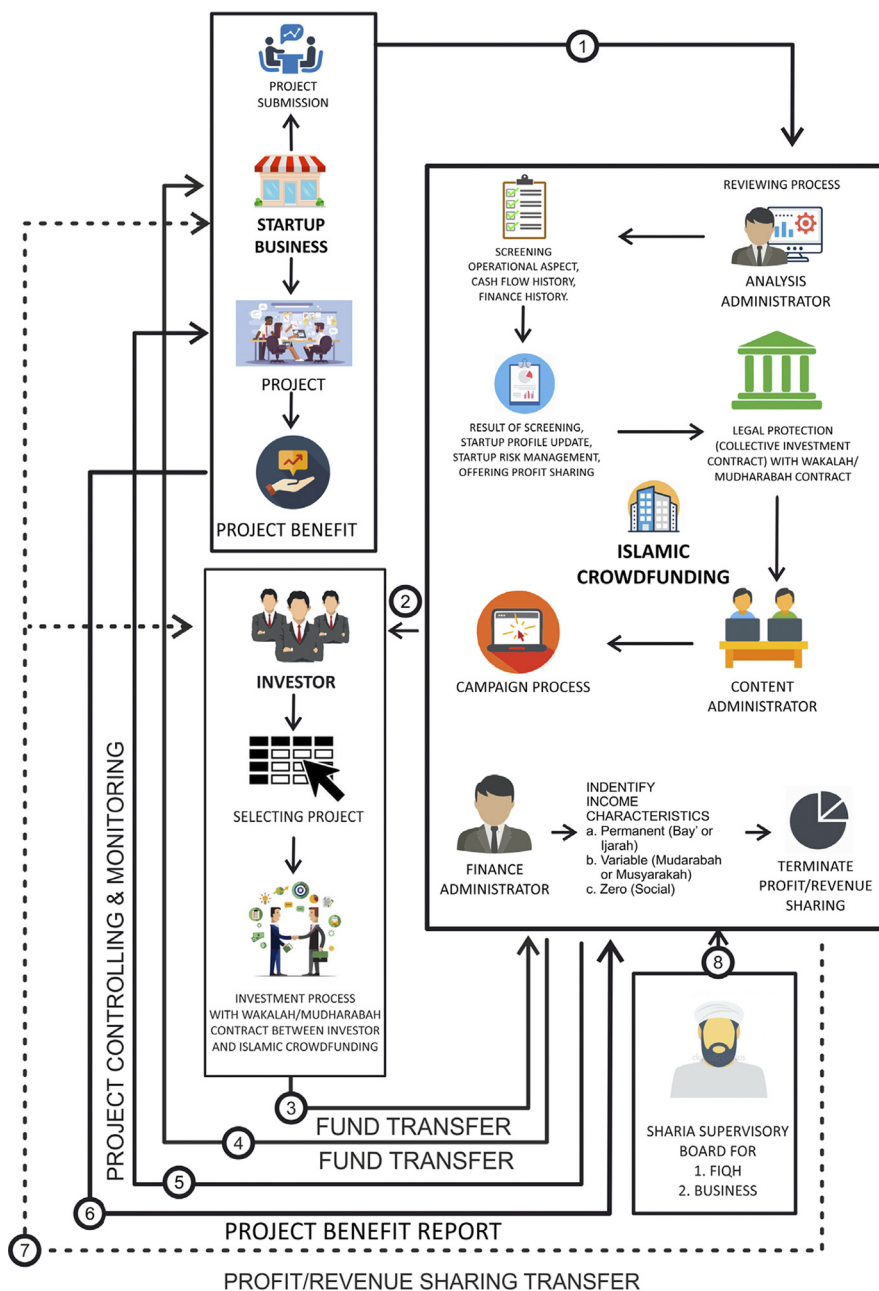 PROJECT
SUBMISSION
STARTUP
BUSINESS
PROJECT
PROJECT BENEFIT
1
REVIEWING PROCESS
ANALYSIS
ADMINISTRATOR
SCREENING
OPERATIONAL ASPECT,
CASH FLOW HISTORY,
FINANCE HISTORY.
RESULT OF SCREENING,
STARTUP PROFILE UPDATE,
STARTUP RISK MANAGEMENT,
OFFERING PROFIT SHARING
LEGAL PROTECTION
(COLLECTIVE INVESTMENT
CONTRACT) WITH WAKALAH/
MUDHARABAH CONTRACT
ISLAMIC
CROWDFUNDING
CONTENT
ADMINISTRATOR
CAMPAIGN PROCESS
FINANCE
ADMINISTRATOR
INDENTIFY
INCOME
CHARACTERISTICS
a. Permanent (Bay' or
Ijarah)
b. Variable (Mudarabah
or Musyarakah)
c. Zero (Social)
TERMINATE
PROFIT/REVENUE
SHARING
2
INVESTOR
SELECTING PROJECT
INVESTMENT PROCESS
WITH WAKALAH/MUDHARABAH
CONTRACT BETWEEN INVESTOR
AND ISLAMIC CROWDFUNDING
PROJECT CONTROLLING & MONITORING
3
FUND TRANSFER
4
FUND TRANSFER
5
6
PROJECT BENEFIT REPORT
7
PROFIT/REVENUE SHARING TRANSFER
8
SHARIA SUPERVISORY
BOARD FOR
1. FIQH
2. BUSINESS